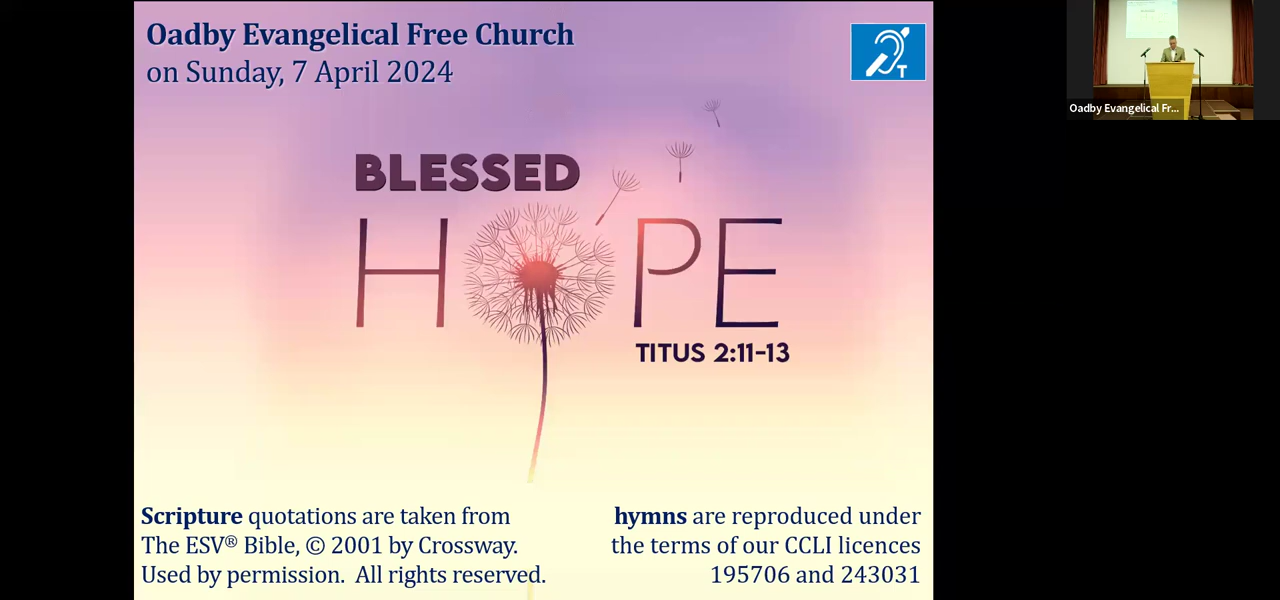 Oadby Evangelical Free Church
on Sunday, 7 April 2024
T
BLESSED
HOPE
TITUS 2:11-13
Scripture quotations are taken from
The ESV® Bible, © 2001 by Crossway.
Used by permission. All rights reserved.
hymns are reproduced under
the terms of our CCLI licences
195706 and 243031
Oadby Evangelical Fr...